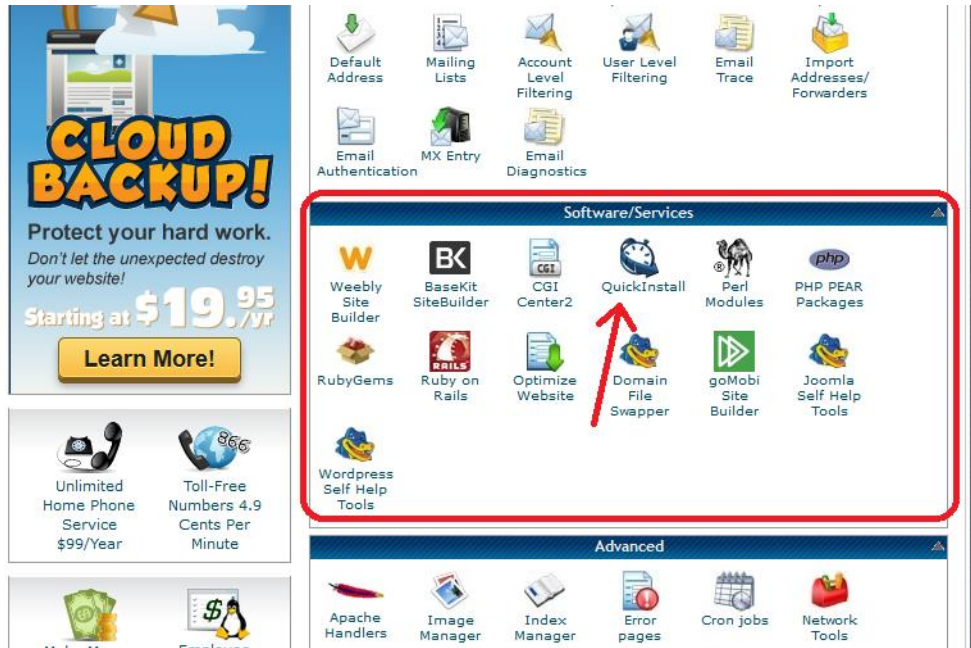 CLOUD
BACKUP!
Protect your hard work.
Don't let the unexpected destroy
your website!
Starting at $19.95/yr
Learn More!
Unlimited
Home Phone
Service
$99/Year
866
Toll-Free
Numbers 4.9
Cents Per
Minute
$
Default
Address
Mailing
Lists
Account
Level
Filtering
User Level
Filtering
Email
Trace
Import
Addresses/
Forwarders
Email
Authentication
MX Entry
Email
Diagnostics
Software/Services
W
Weebly
Site
Builder
BK
BaseKit
SiteBuilder
CGI
CGI
Center2
QuickInstall
®
Perl
Modules
php
PHP PEAR
Packages
RubyGems
RAILS
Ruby on
Rails
Optimize
Website
Domain
File
Swapper
goMobi
Site
Builder
Joomla
Self Help
Tools
Wordpress
Self Help
Tools
Advanced
Apache
Handlers
Image
Manager
Index
Manager
Error
pages
Cron jobs
Network
Tools